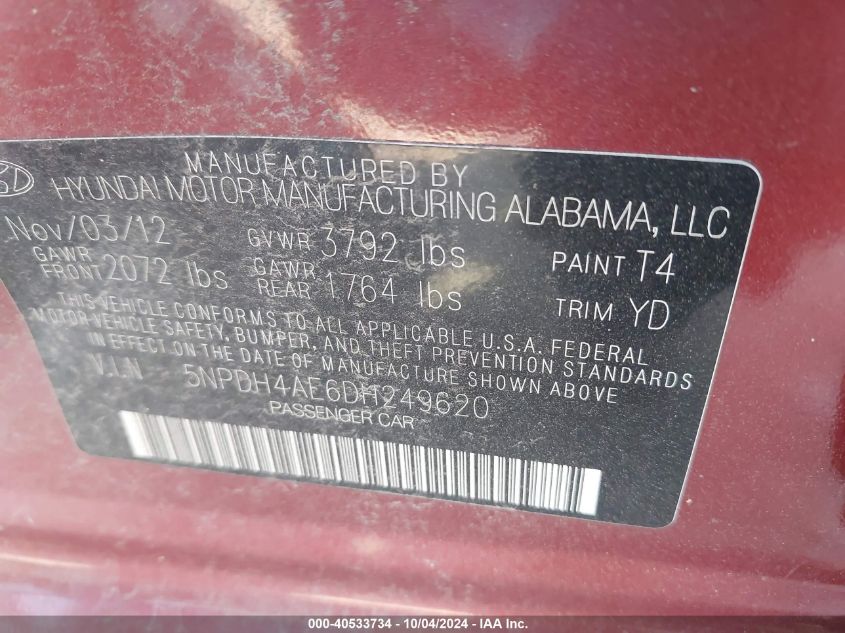 MANUFACTURED BY
HYUNDAI MOTOR MANUFACTURING ALABAMA, LLC
Nov/03/12 GVWR 3792 lbs PAINT T4
GAWR FRONT 2072 lbs GAWR REAR 1764 lbs TRIM YD
THIS VEHICLE CONFORMS TO ALL APPLICABLE U.S.A. FEDERAL
MOTOR VEHICLE SAFETY, BUMPER, AND THEFT PREVENTION STANDARDS
IN EFFECT ON THE DATE OF MANUFACTURE SHOWN ABOVE
V.I.N 5NPDH4AE6DH249620
PASSENGER CAR
000-40533734 - 10/04/2024 - IAA Inc.